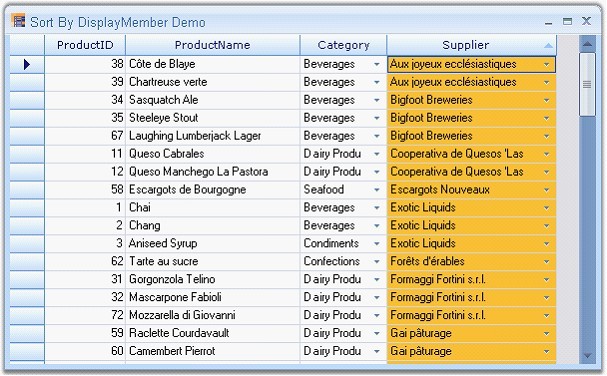 Sort By DisplayMember Demo
ProductID ProductName Category Supplier
38 Côte de Blaye Beverages Aux joyeux ecclésiastiques
39 Chartreuse verte Beverages Aux joyeux ecclésiastiques
34 Sasquatch Ale Beverages Bigfoot Breweries
35 Steeleye Stout Beverages Bigfoot Breweries
67 Laughing Lumberjack Lager Beverages Bigfoot Breweries
11 Queso Cabrales Dairy Produ Cooperativa de Quesos 'Las
12 Queso Manchego La Pastora Dairy Produ Cooperativa de Quesos 'Las
58 Escargots de Bourgogne Seafood Escargots Nouveaux
1 Chai Beverages Exotic Liquids
2 Chang Beverages Exotic Liquids
3 Aniseed Syrup Condiments Exotic Liquids
62 Tarte au sucre Confections Forêts d'érables
31 Gorgonzola Telino Dairy Produ Formaggi Fortini s.r.l.
32 Mascarpone Fabioli Dairy Produ Formaggi Fortini s.r.l.
72 Mozzarella di Giovanni Dairy Produ Formaggi Fortini s.r.l.
59 Raclette Courdavault Dairy Produ Gai pâturage
60 Camembert Pierrot Dairy Produ Gai pâturage